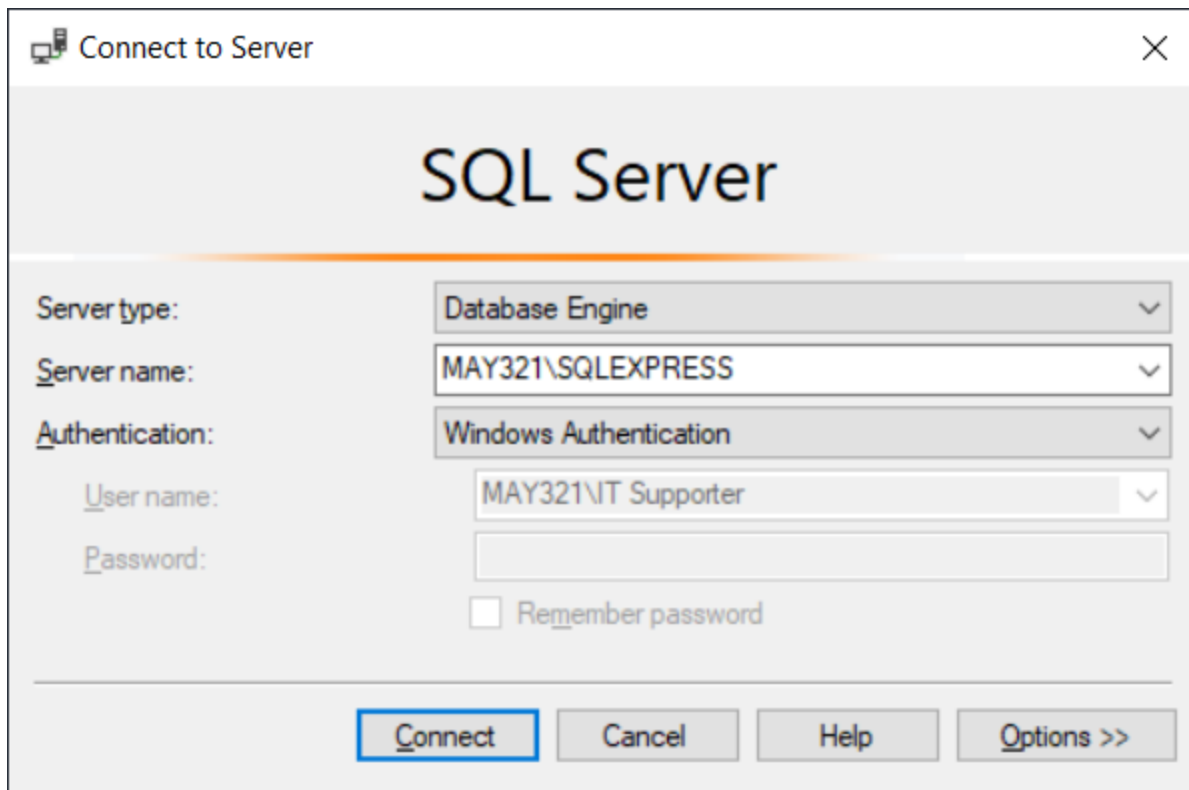 Connect to Server
SQL Server
Server type: Database Engine
Server name: MAY321\SQLEXPRESS
Authentication: Windows Authentication
User name: MAY321\IT Supporter
Password:
Remember password
Connect Cancel Help Options >>